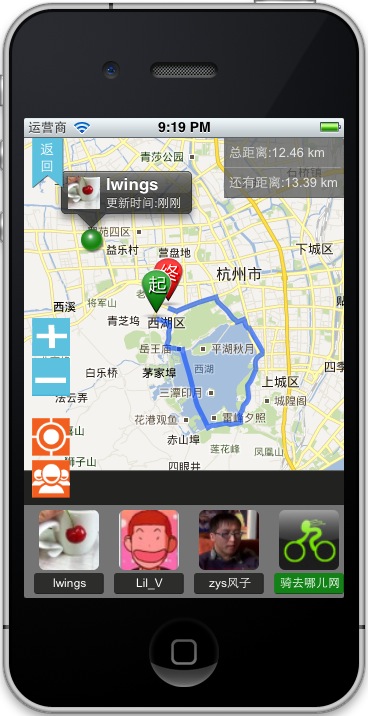 运营商
9:19 PM
返回
青莎公园
总距离:12.46 km
还有距离:13.39 km
lwings
更新时间:刚刚
苑四区
益乐村
营盘地
下城区
杭州市
终
起
将军山
西溪
青芝坞
西湖区
岳王庙
平湖秋月
四季
白乐桥
茅家埠
西湖
上城区
法云弄
三潭印月
城隍阁
花港观鱼
雷峰夕照
赤山埠
莲花峰
凤凰山
狮子山
四眼井
lwings
Lil_V
zys风子
骑去哪儿网